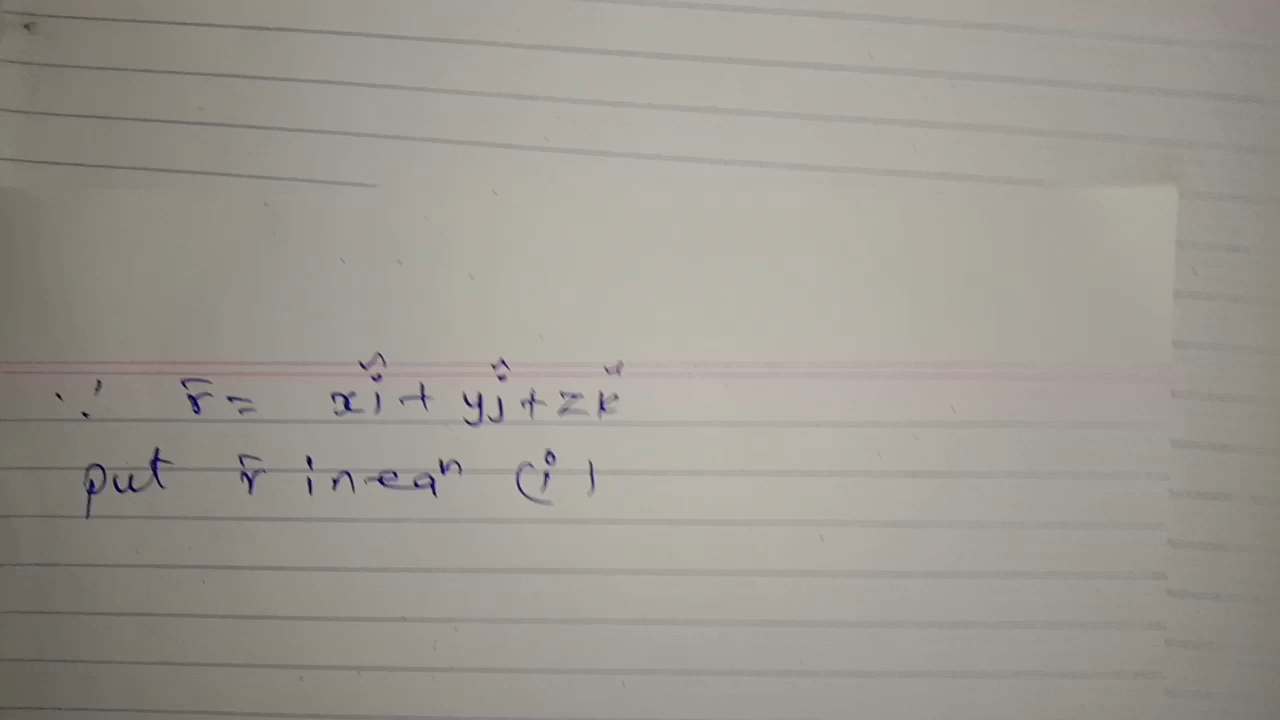 ∵ r̄ = xî + yĵ + zk̂
put r̄ in eqⁿ (i)